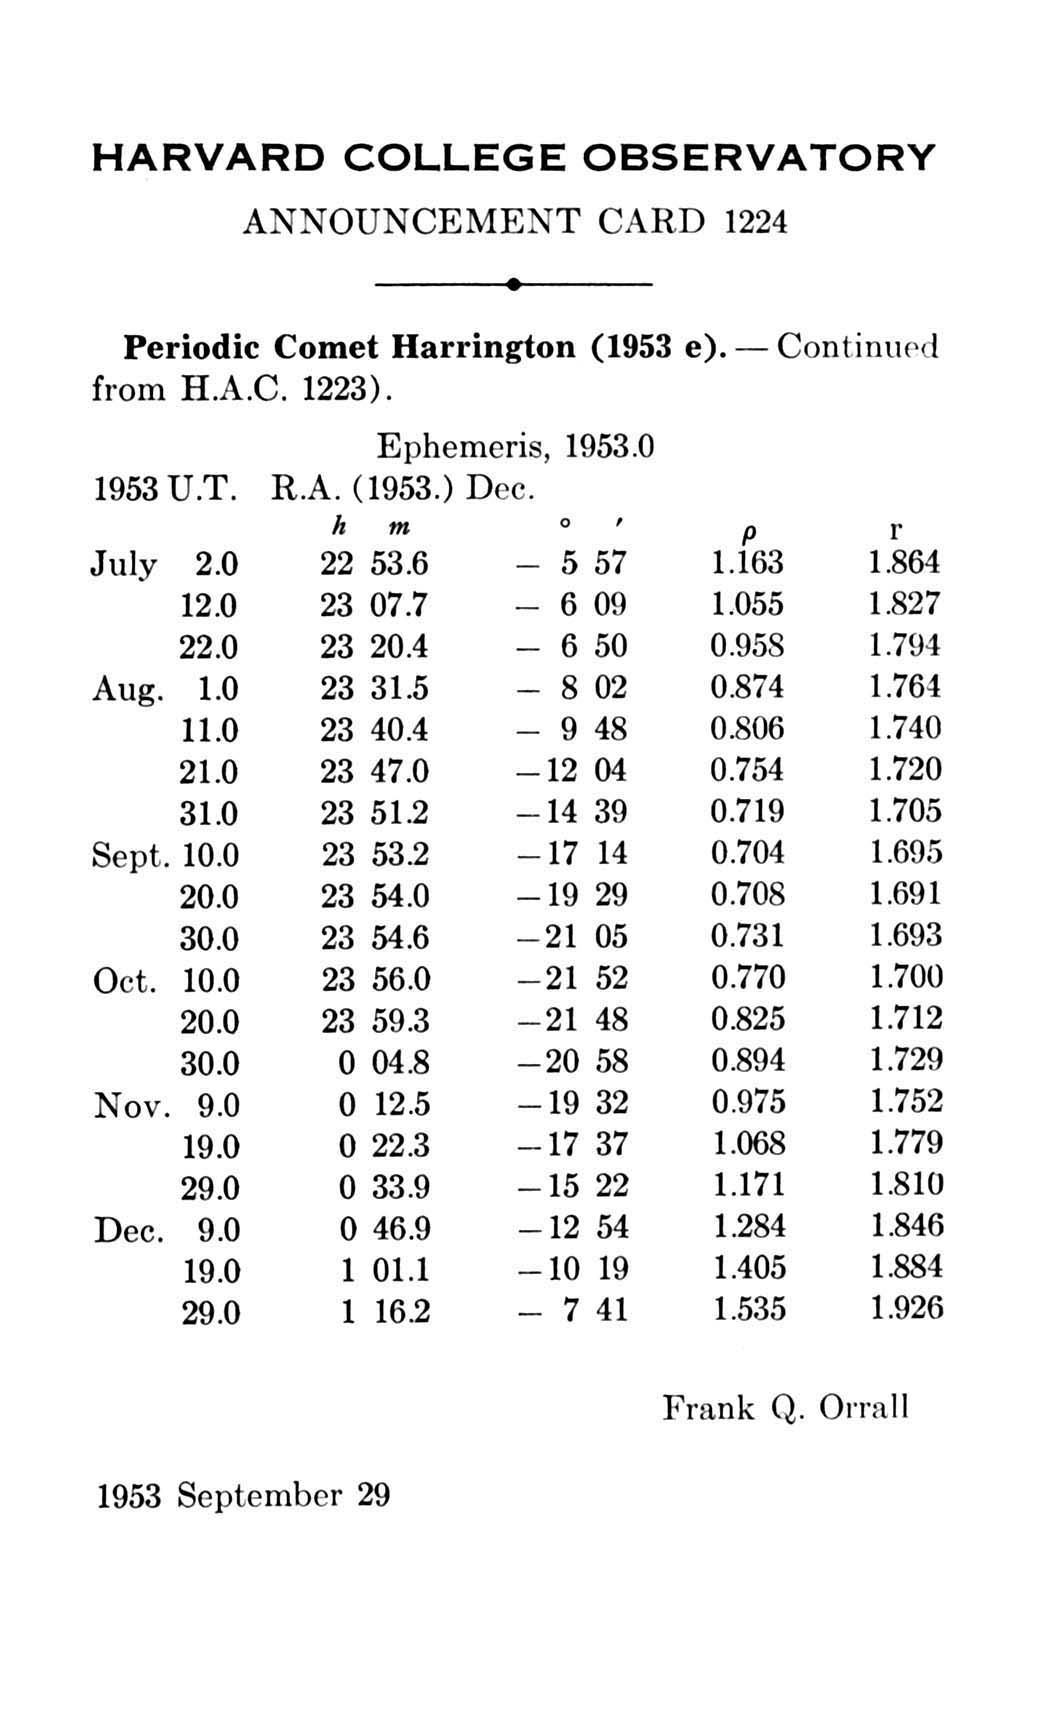 HARVARD COLLEGE OBSERVATORY
ANNOUNCEMENT CARD 1224
Periodic Comet Harrington (1953 e). — Continued
from H.A.C. 1223).
Ephemeris, 1953.0
1953 U.T. R.A. (1953.) Dec.
h m ° ′ ρ r
July 2.0 22 53.6 – 5 57 1.163 1.864
12.0 23 07.7 – 6 09 1.055 1.827
22.0 23 20.4 – 6 50 0.958 1.794
Aug. 1.0 23 31.5 – 8 02 0.874 1.764
11.0 23 40.4 – 9 48 0.806 1.740
21.0 23 47.0 –12 04 0.754 1.720
31.0 23 51.2 –14 39 0.719 1.705
Sept. 10.0 23 53.2 –17 14 0.704 1.695
20.0 23 54.0 –19 29 0.708 1.691
30.0 23 54.6 –21 05 0.731 1.693
Oct. 10.0 23 56.0 –21 52 0.770 1.700
20.0 23 59.3 –21 48 0.825 1.712
30.0 0 04.8 –20 58 0.894 1.729
Nov. 9.0 0 12.5 –19 32 0.975 1.752
19.0 0 22.3 –17 37 1.068 1.779
29.0 0 33.9 –15 22 1.171 1.810
Dec. 9.0 0 46.9 –12 54 1.284 1.846
19.0 1 01.1 –10 19 1.405 1.884
29.0 1 16.2 – 7 41 1.535 1.926
Frank Q. Orrall
1953 September 29